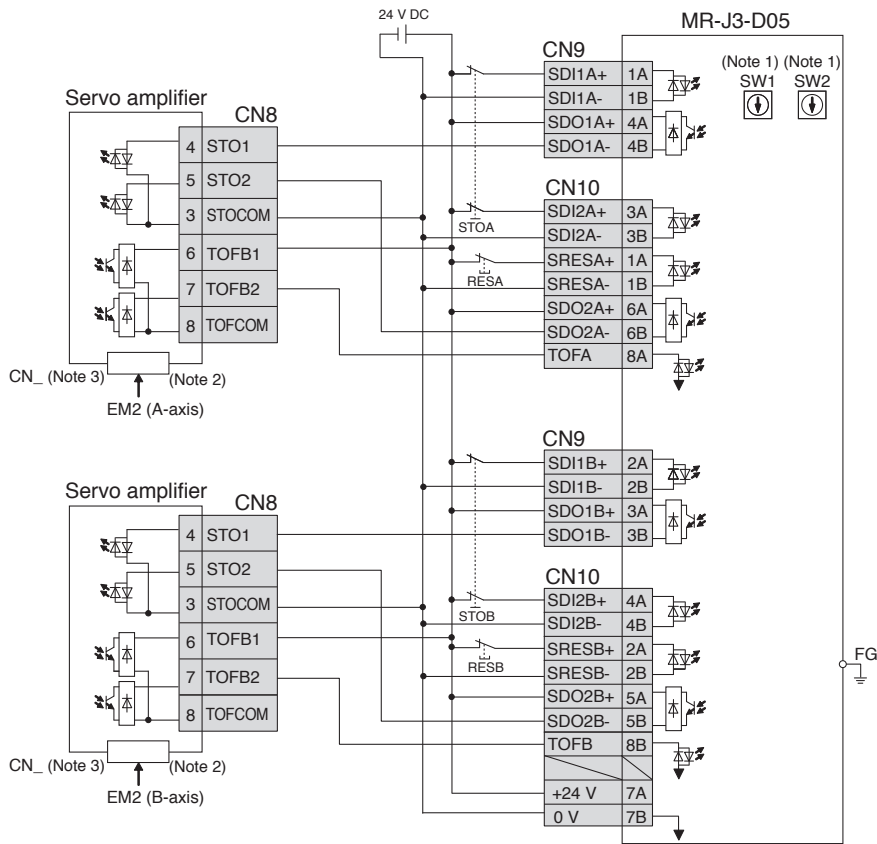 24 V DC
MR-J3-D05
(Note 1) (Note 1)
SW1 SW2
CN9
SDI1A+ 1A
SDI1A- 1B
SDO1A+ 4A
SDO1A- 4B
CN10
SDI2A+ 3A
SDI2A- 3B
SRESA+ 1A
SRESA- 1B
SDO2A+ 6A
SDO2A- 6B
TOFA 8A
STOA
RESA
Servo amplifier
CN8
4 STO1
5 STO2
3 STOCOM
6 TOFB1
7 TOFB2
8 TOFCOM
CN_ (Note 3) (Note 2)
EM2 (A-axis)
CN9
SDI1B+ 2A
SDI1B- 2B
SDO1B+ 3A
SDO1B- 3B
CN10
SDI2B+ 4A
SDI2B- 4B
SRESB+ 2A
SRESB- 2B
SDO2B+ 5A
SDO2B- 5B
TOFB 8B
+24 V 7A
0 V 7B
STOB
RESB
FG
Servo amplifier
CN8
4 STO1
5 STO2
3 STOCOM
6 TOFB1
7 TOFB2
8 TOFCOM
CN_ (Note 3) (Note 2)
EM2 (B-axis)